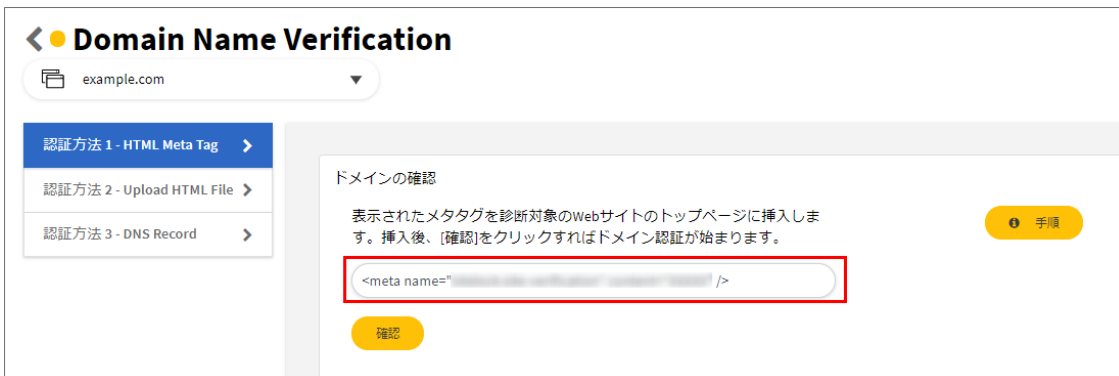 Domain Name Verification
example.com
認証方法 1 - HTML Meta Tag
認証方法 2 - Upload HTML File
認証方法 3 - DNS Record
ドメインの確認
表示されたメタタグを診断対象のWebサイトのトップページに挿入しま
す。挿入後、[確認]をクリックすればドメイン認証が始まります。
手順
<meta name=" />
確認